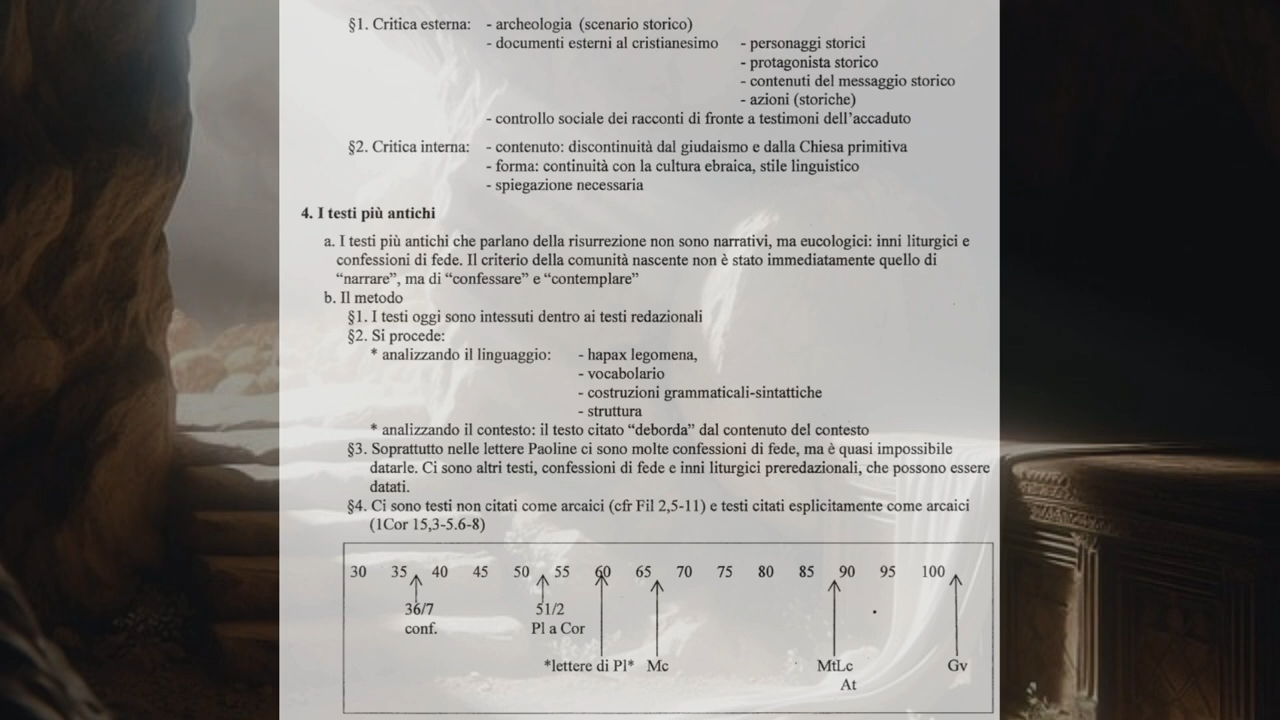 §1. Critica esterna: - archeologia (scenario storico)
- documenti esterni al cristianesimo - personaggi storici
- protagonista storico
- contenuti del messaggio storico
- azioni (storiche)
- controllo sociale dei racconti di fronte a testimoni dell’accaduto
§2. Critica interna: - contenuto: discontinuità dal giudaismo e dalla Chiesa primitiva
- forma: continuità con la cultura ebraica, stile linguistico
- spiegazione necessaria
4. I testi più antichi
a. I testi più antichi che parlano della risurrezione non sono narrativi, ma eucologici: inni liturgici e
confessioni di fede. Il criterio della comunità nascente non è stato immediatamente quello di
“narrare”, ma di “confessare” e “contemplare”
b. Il metodo
§1. I testi oggi sono intessuti dentro ai testi redazionali
§2. Si procede:
* analizzando il linguaggio: - hapax legomena,
- vocabolario
- costruzioni grammaticali-sintattiche
- struttura
* analizzando il contesto: il testo citato “deborda” dal contenuto del contesto
§3. Soprattutto nelle lettere Paoline ci sono molte confessioni di fede, ma è quasi impossibile
datarle. Ci sono altri testi, confessioni di fede e inni liturgici preredazionali, che possono essere
datati.
§4. Ci sono testi non citati come arcaici (cfr Fil 2,5-11) e testi citati esplicitamente come arcaici
(1Cor 15,3-5.6-8)
30 35 40 45 50 55 60 65 70 75 80 85 90 95 100
36/7 51/2
conf. Pl a Cor
*lettere di Pl* Mc MtLc Gv
At